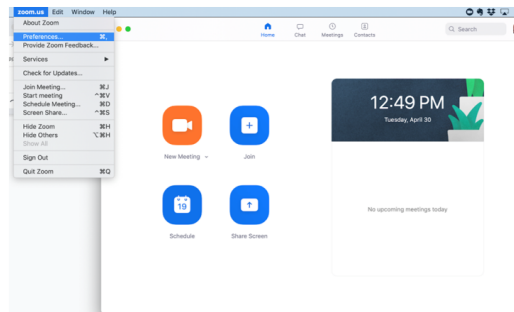 zoom.us Edit Window Help
About Zoom
Preferences... ⌘,
Provide Zoom Feedback...
Services ▶
Check for Updates...
Join Meeting... ⌘J
Start meeting ^⌘V
Schedule Meeting... ⌘D
Screen Share... ^⌘S
Hide Zoom ⌘H
Hide Others ⌥⌘H
Show All
Sign Out
Quit Zoom ⌘Q
Home Chat Meetings Contacts
Search
New Meeting
Join
19
Schedule
Share Screen
12:49 PM
Tuesday, April 30
No upcoming meetings today